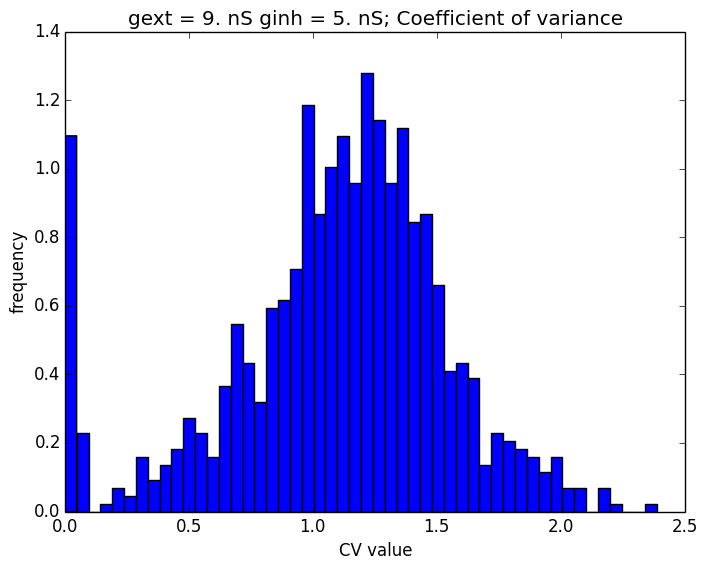 gext = 9. nS ginh = 5. nS; Coefficient of variance
1.4
1.2
1.0
0.8
0.6
0.4
0.2
0.0
frequency
0.0 0.5 1.0 1.5 2.0 2.5
CV value